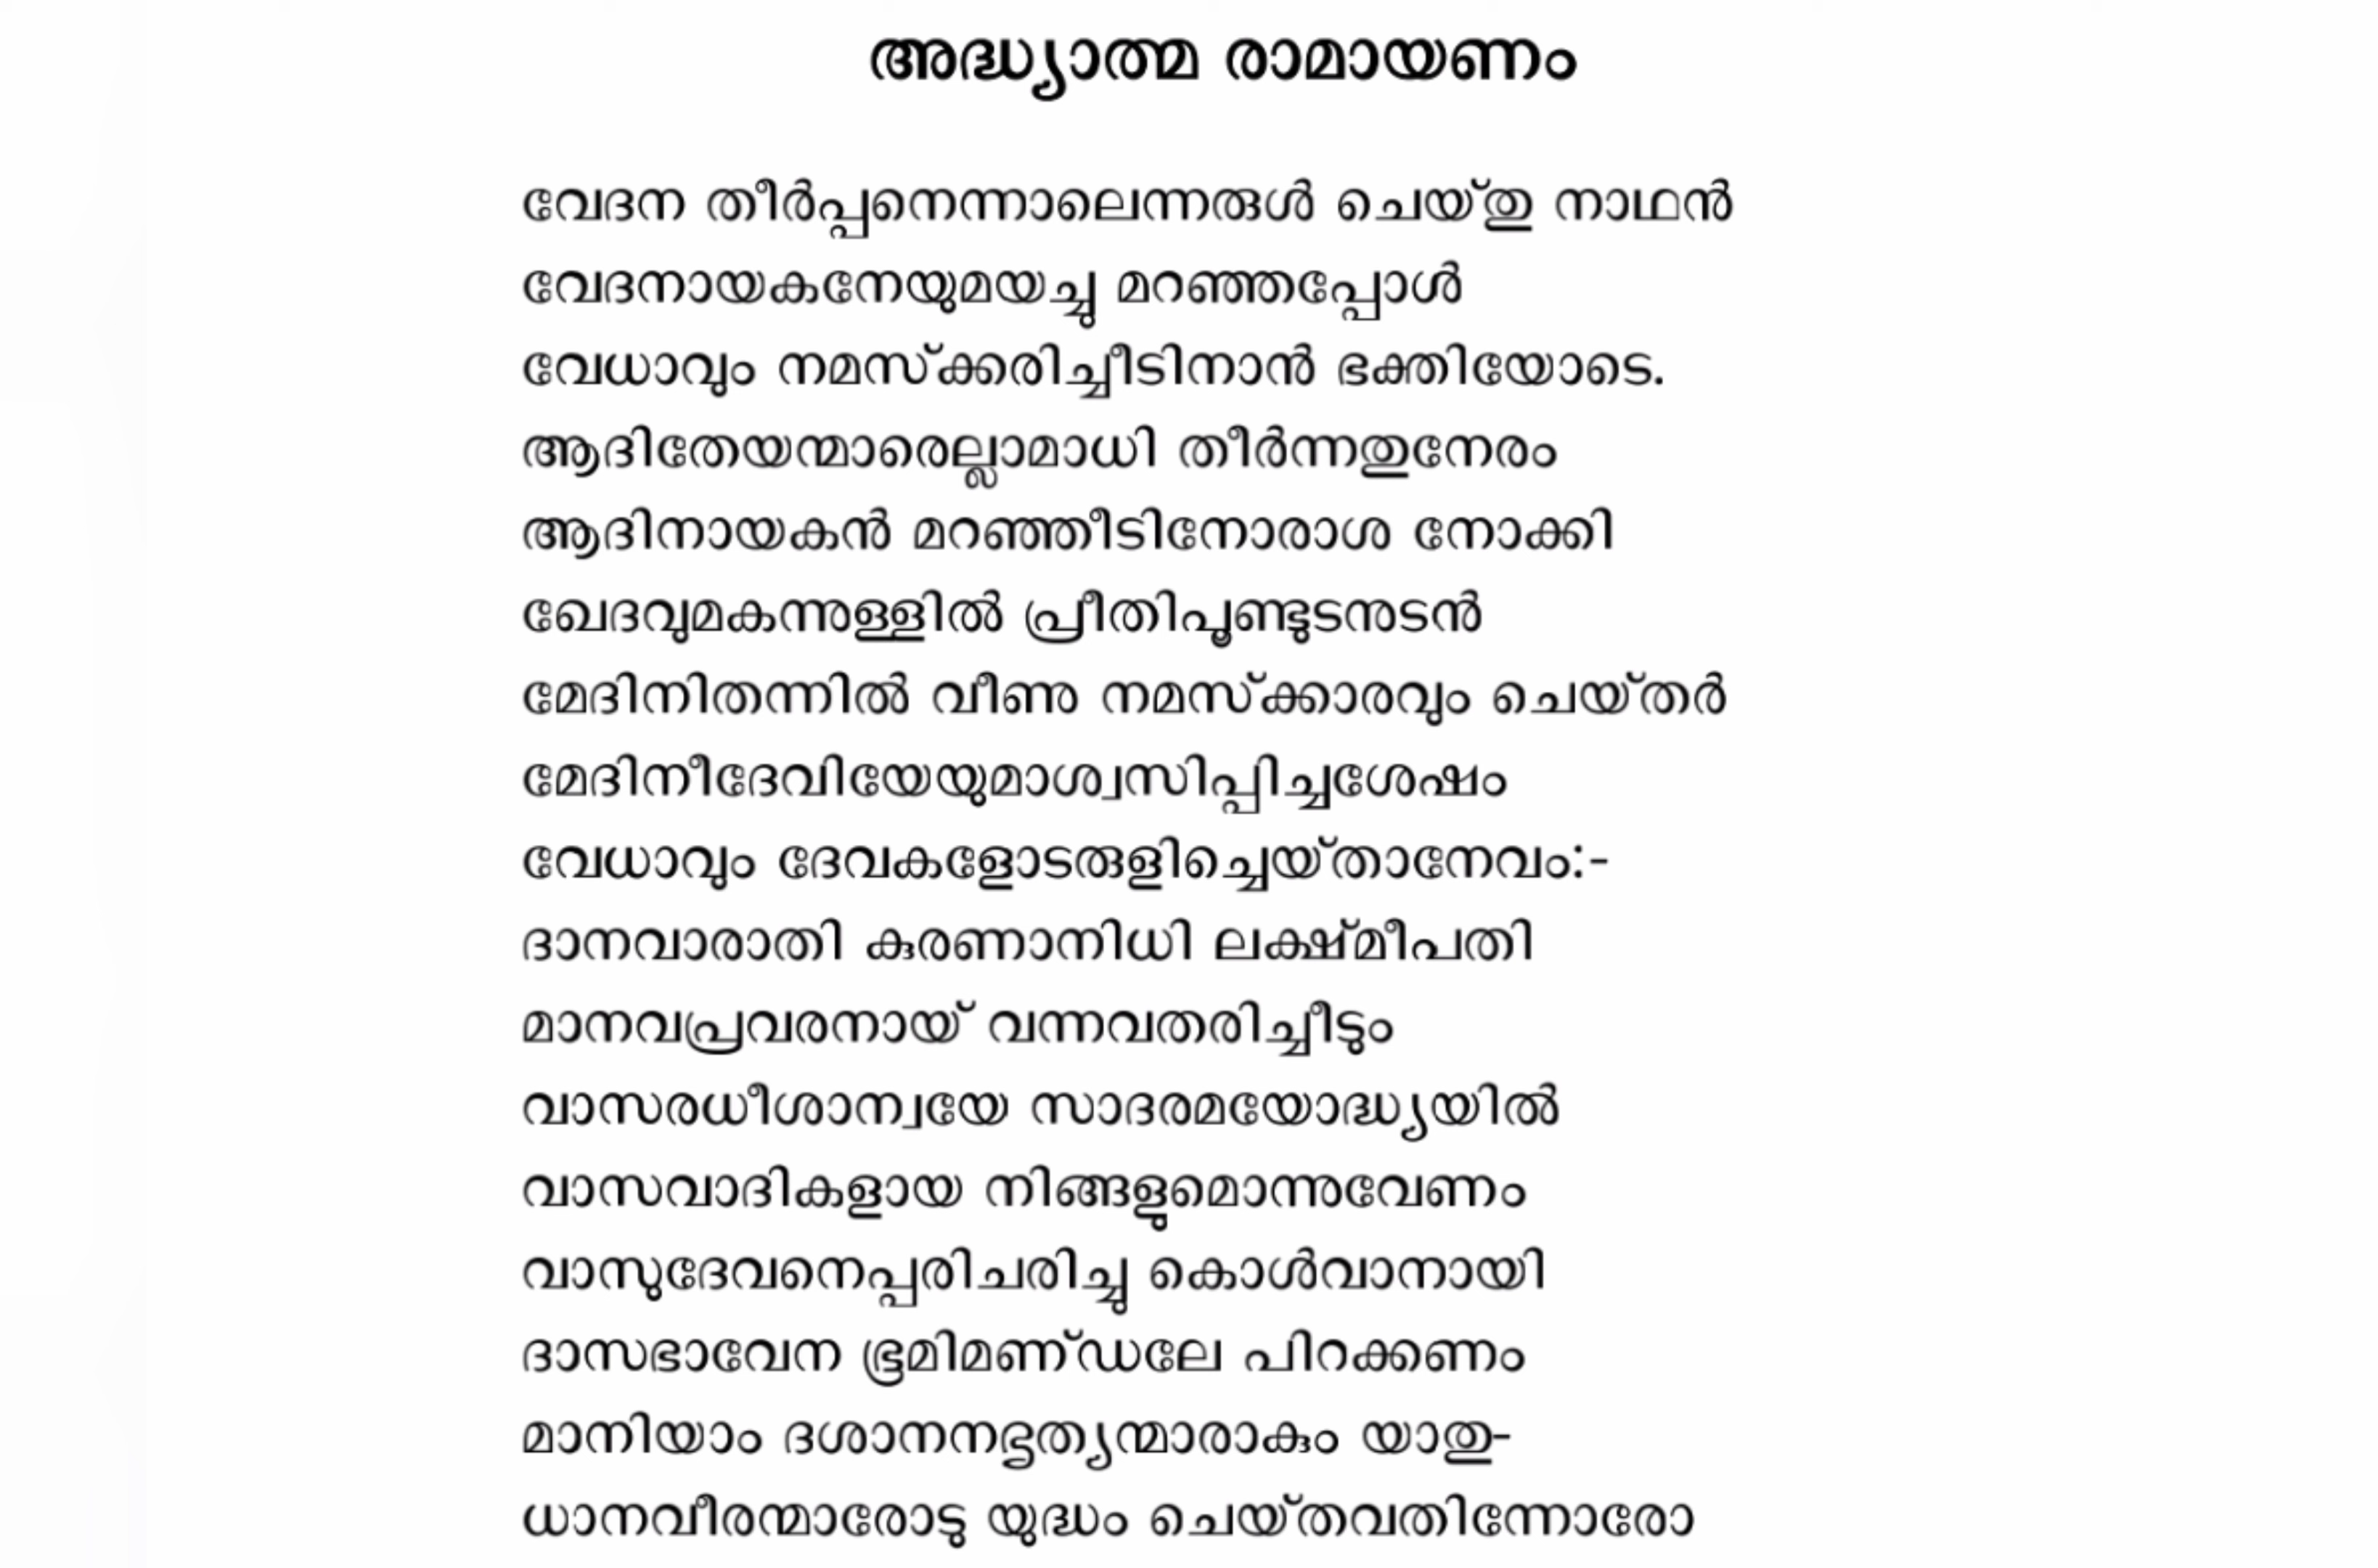 അദ്ധ്യാത്മ രാമായണം
വേദന തീർപ്പനെന്നാലെന്നരുൾ ചെയ്തു നാഥൻ
വേദനായകനേയുമയച്ചു മറഞ്ഞപ്പോൾ
വേധാവും നമസ്ക്കരിച്ചീടിനാൻ ഭക്തിയോടെ.
ആദിതേയന്മാരെല്ലാമാധി തീർന്നതുനേരം
ആദിനായകൻ മറഞ്ഞീടിനോരാശ നോക്കി
ഖേദവുമകന്നുള്ളിൽ പ്രീതിപൂണ്ടുടനുടൻ
മേദിനിതന്നിൽ വീണു നമസ്ക്കാരവും ചെയ്തർ
മേദിനീദേവിയേയുമാശ്വസിപ്പിച്ചശേഷം
വേധാവും ദേവകളോടരുളിച്ചെയ്താനേവം:-
ദാനവാരാതി കുരണാനിധി ലക്ഷ്മീപതി
മാനവപ്രവരനായ് വന്നവതരിച്ചീടും
വാസരധീശാന്വയേ സാദരമയോദ്ധ്യയിൽ
വാസവാദികളായ നിങ്ങളുമൊന്നുവേണം
വാസുദേവനെപ്പരിചരിച്ചു കൊൾവാനായി
ദാസഭാവേന ഭൂമിമണ്ഡലേ പിറക്കണം
മാനിയാം ദശാനനഭൃത്യന്മാരാകും യാതു-
ധാനവീരന്മാരോടു യുദ്ധം ചെയ്തവതിന്നോരോ